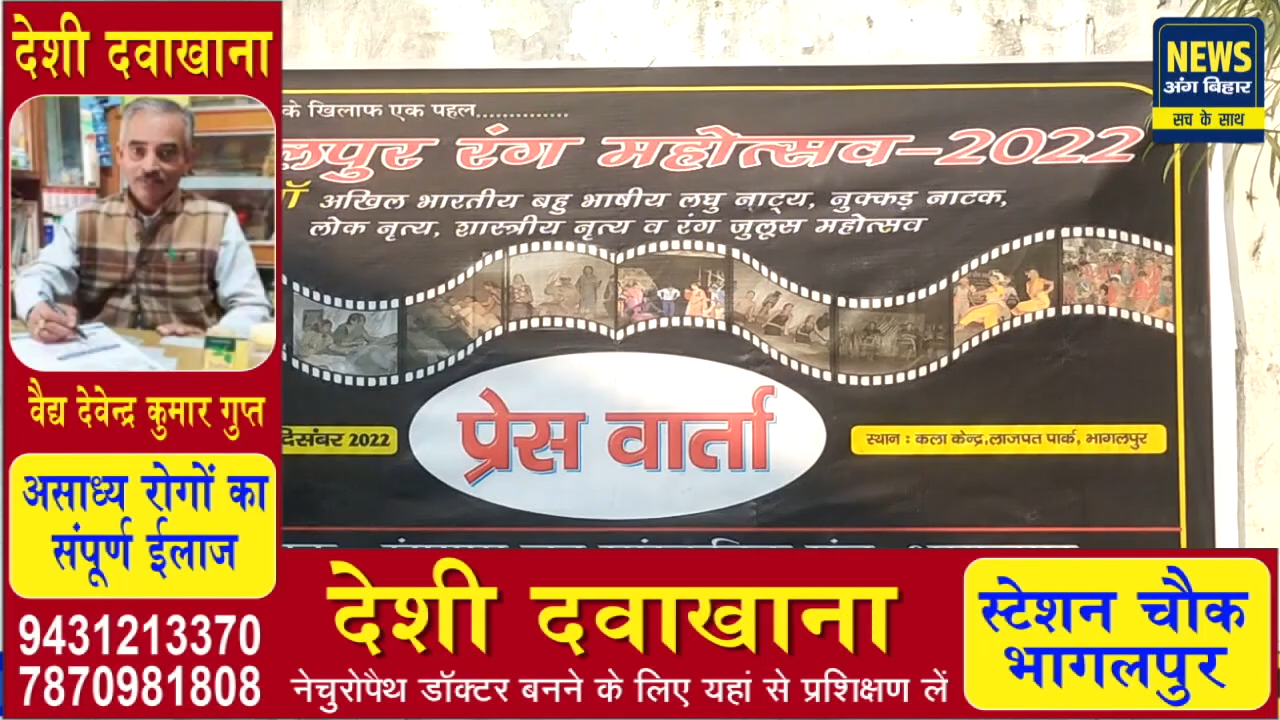 देशी दवाखाना
वैद्य देवेन्द्र कुमार गुप्त
असाध्य रोगों का
संपूर्ण ईलाज
9431213370
7870981808
NEWS
अंग बिहार
सच के साथ
के खिलाफ एक पहल..............
लपुर रंग महोत्सव-2022
वॉ अखिल भारतीय बहु भाषीय लघु नाट्य, नुक्कड़ नाटक,
लोक नृत्य, शास्त्रीय नृत्य व रंग जुलूस महोत्सव
प्रेस वार्ता
दिसंबर 2022
स्थान : कला केन्द्र,लाजपत पार्क, भागलपुर
देशी दवाखाना
नेचुरोपैथ डॉक्टर बनने के लिए यहां से प्रशिक्षण लें
स्टेशन चौक
भागलपुर